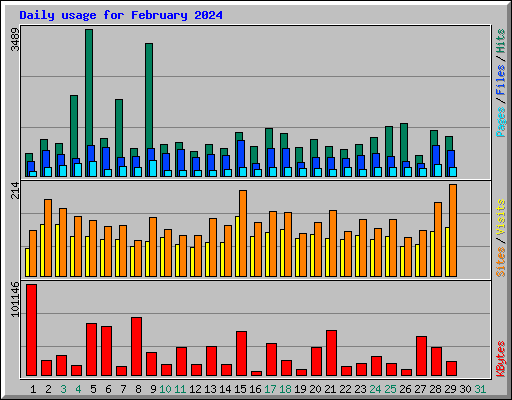 Daily usage for February 2024
3489
Pages / Files / Hits
214
Sites / Visits
101146
KBytes
1 2 3 4 5 6 7 8 9 10 11 12 13 14 15 16 17 18 19 20 21 22 23 24 25 26 27 28 29 30 31